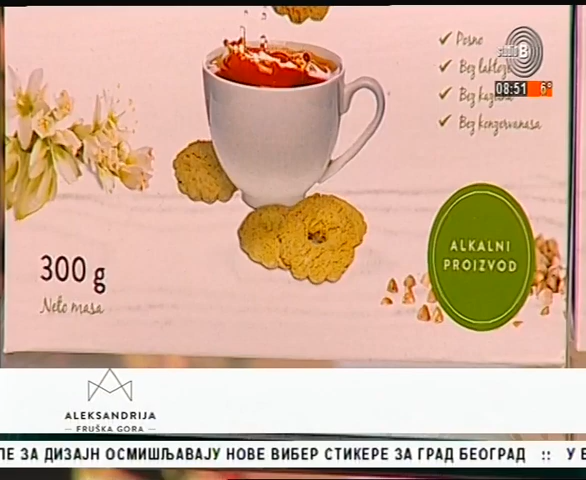 ✓ Posno
studio B
✓ Bez laktoze
08:51 6°
✓ Bez kazeina
✓ Bez konzervanasa
ALKALNI
PROIZVOD
300 g
Neto masa
ALEKSANDRIJA
— FRUŠKA GORA —
ЛЕ ЗА ДИЗАЈН ОСМИШЉАВАЈУ НОВЕ ВИБЕР СТИКЕРЕ ЗА ГРАД БЕОГРАД :: У Б